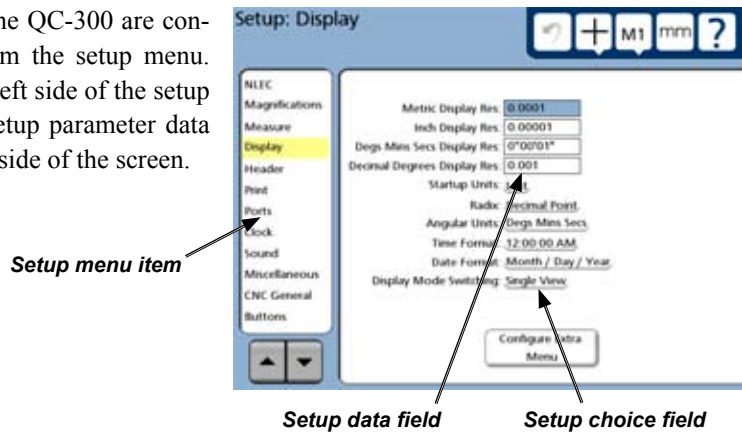 he QC-300 are con-
m the setup menu.
eft side of the setup
etup parameter data
side of the screen.
Setup: Display
M1 mm ?
NLEC
Magnifications
Measure
Display
Header
Print
Ports
Clock
Sound
Miscellaneous
CNC General
Buttons
Metric Display Res: 0.0001
Inch Display Res: 0.00001
Degs Mins Secs Display Res: 0°00'01"
Decimal Degrees Display Res: 0.001
Startup Units:
Radix: Decimal Point
Angular Units: Degs Mins Secs
Time Format: 12:00:00 AM
Date Format: Month / Day / Year
Display Mode Switching: Single View
Configure Extra
Menu
Setup menu item
Setup data field
Setup choice field